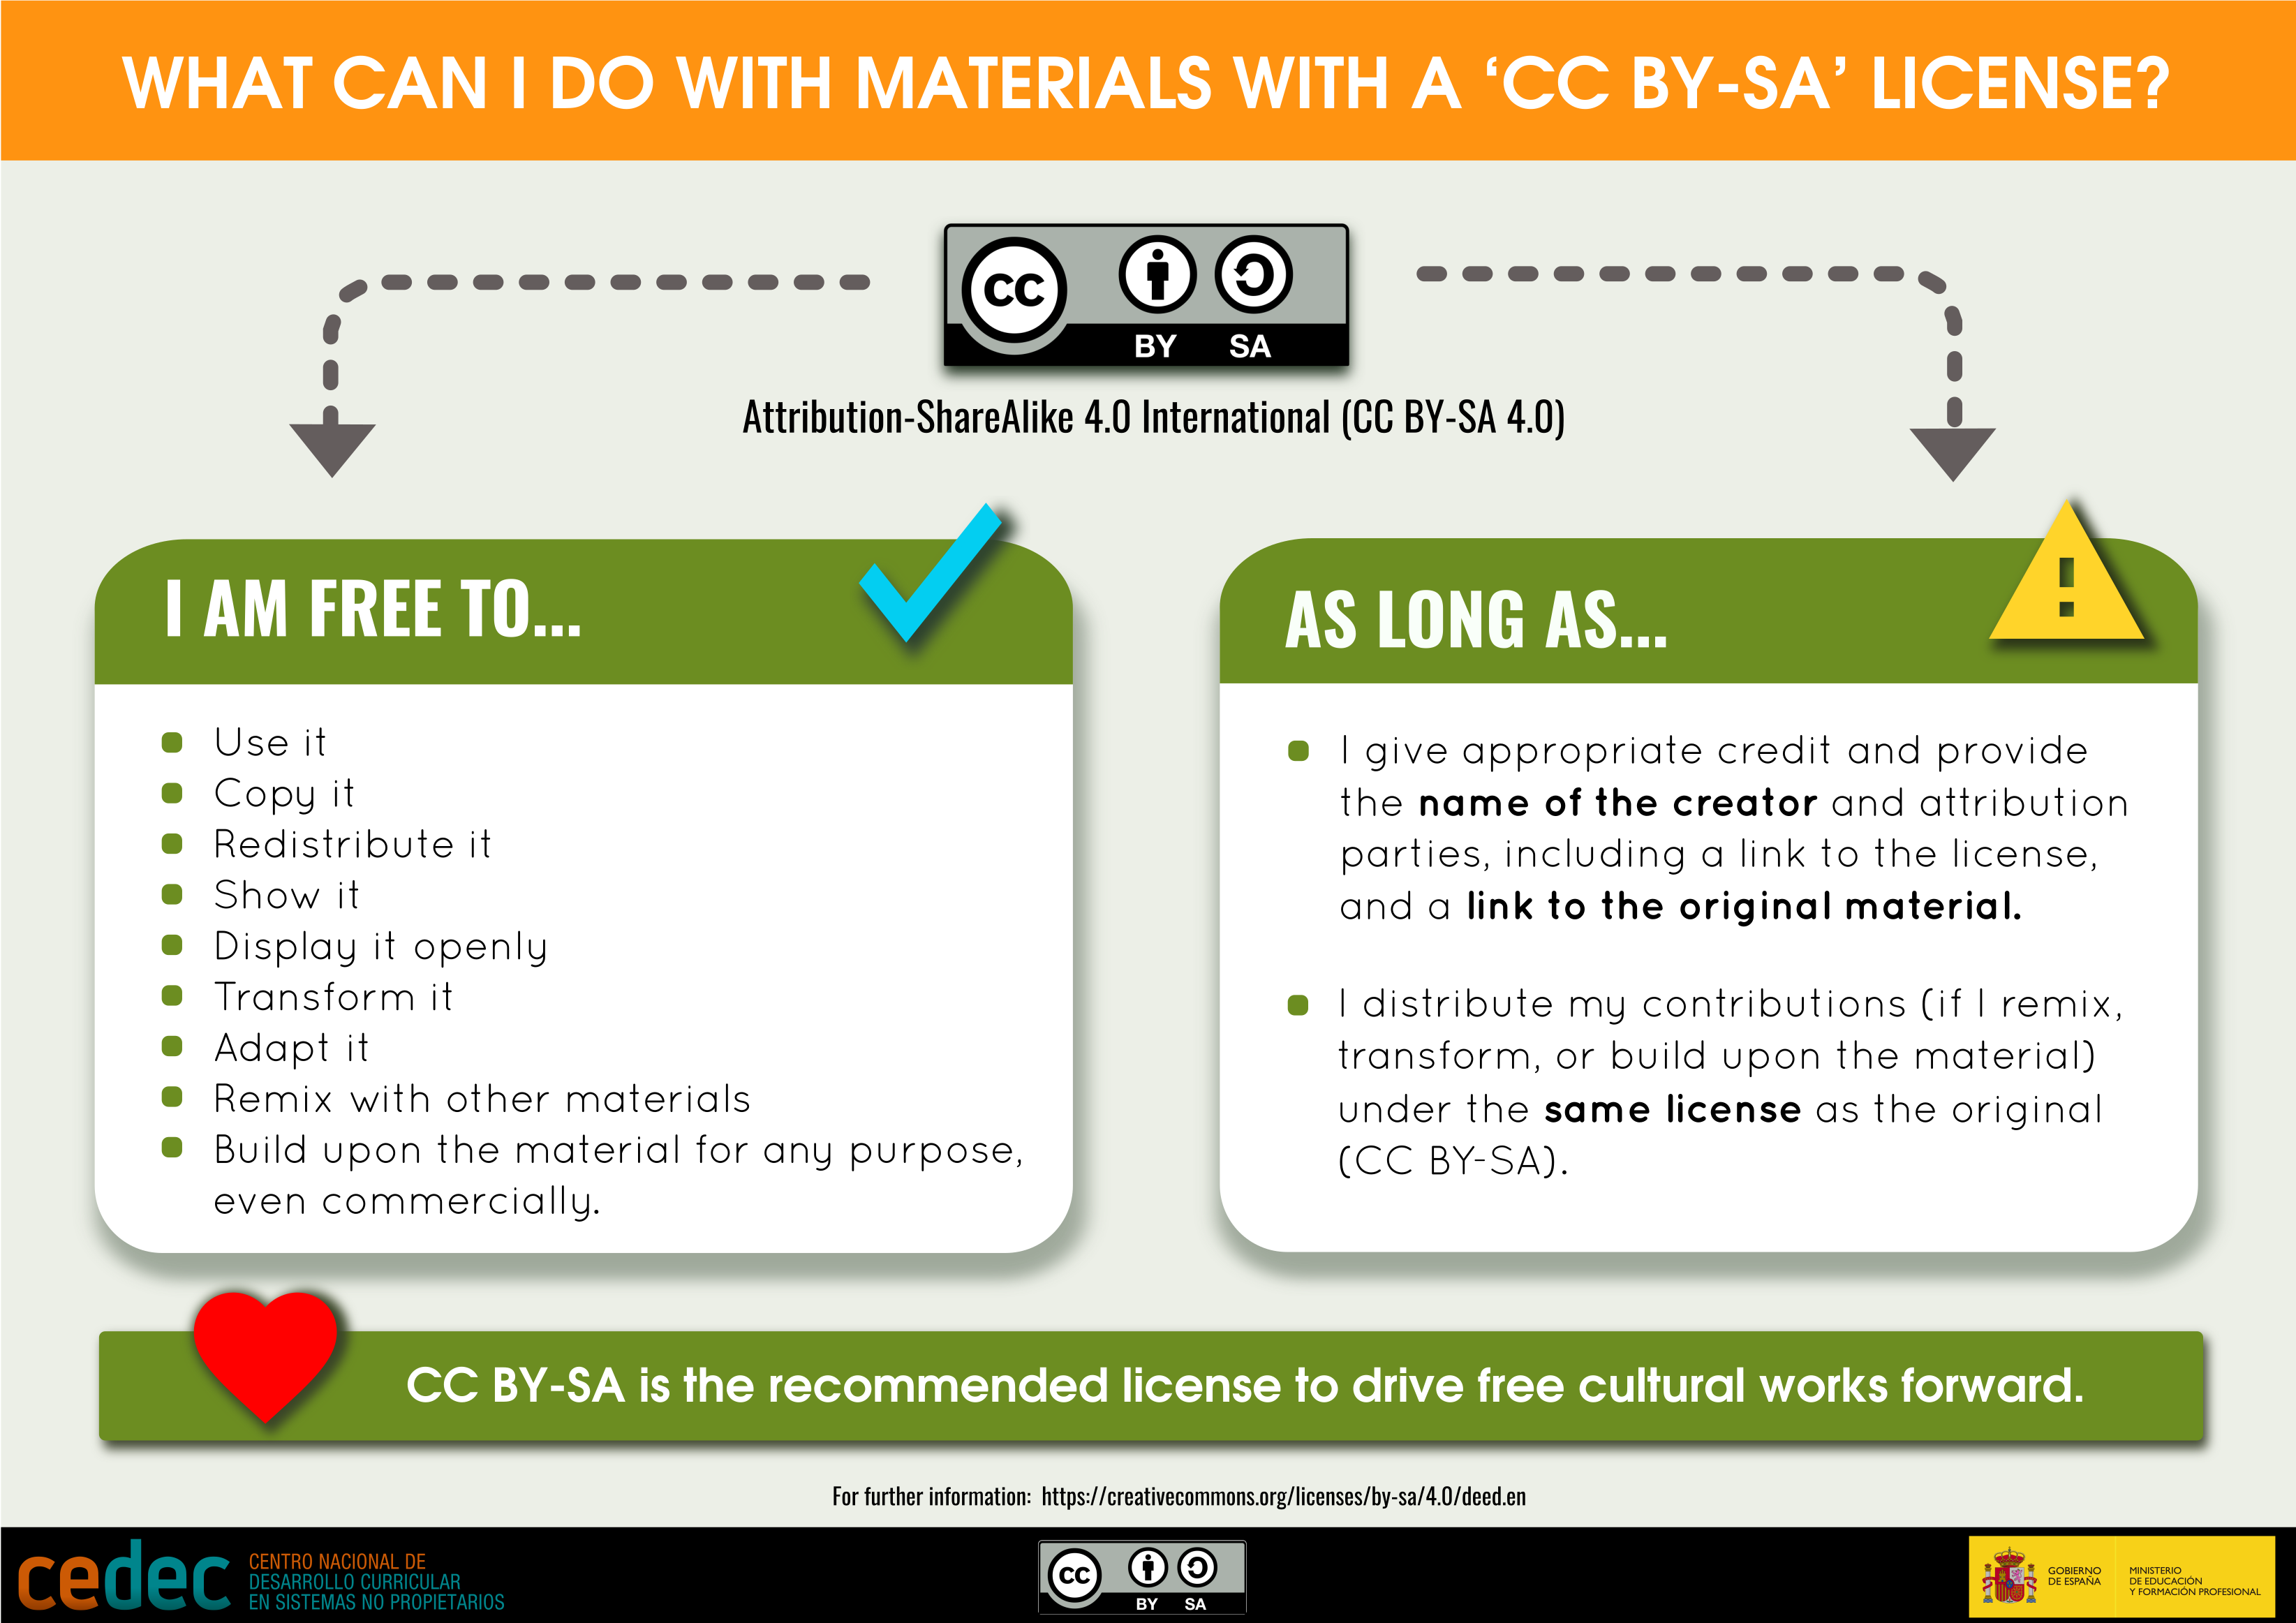 WHAT CAN I DO WITH MATERIALS WITH A ‘CC BY-SA’ LICENSE?
CC
BY SA
Attribution-ShareAlike 4.0 International (CC BY-SA 4.0)
I AM FREE TO...
Use it
Copy it
Redistribute it
Show it
Display it openly
Transform it
Adapt it
Remix with other materials
Build upon the material for any purpose,
even commercially.
!
AS LONG AS...
I give appropriate credit and provide
the name of the creator and attribution
parties, including a link to the license,
and a link to the original material.
I distribute my contributions (if I remix,
transform, or build upon the material)
under the same license as the original
(CC BY-SA).
CC BY-SA is the recommended license to drive free cultural works forward.
For further information: https://creativecommons.org/licenses/by-sa/4.0/deed.en
cedec
CENTRO NACIONAL DE
DESARROLLO CURRICULAR
EN SISTEMAS NO PROPIETARIOS
CC
BY SA
GOBIERNO
DE ESPAÑA
MINISTERIO
DE EDUCACIÓN
Y FORMACIÓN PROFESIONAL